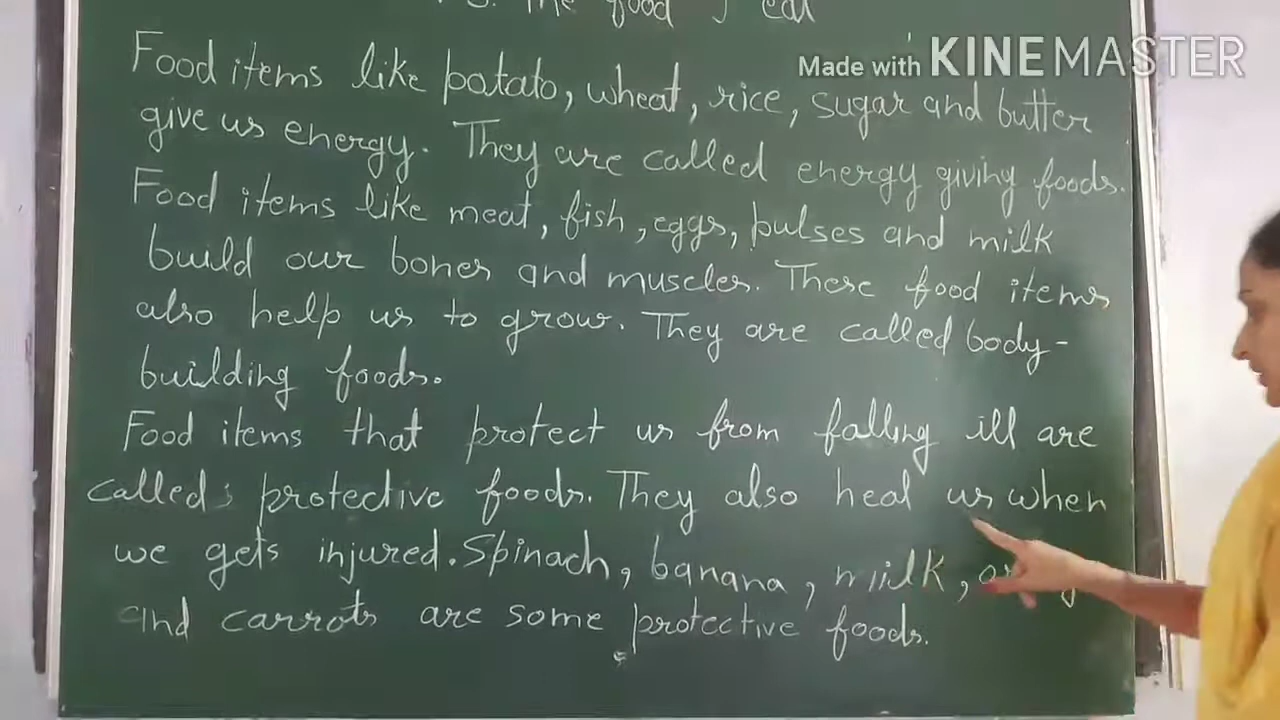 The food I eat
Made with KINEMASTER
Food items like potato, wheat, rice, sugar and butter
give us energy. They are called energy giving foods.
Food items like meat, fish, eggs, pulses and milk
build our bones and muscles. These food items
also help us to grow. They are called body-
building foods.
Food items that protect us from falling ill are
called protective foods. They also heal us when
we gets injured. Spinach, banana, milk,
and carrots are some protective foods.